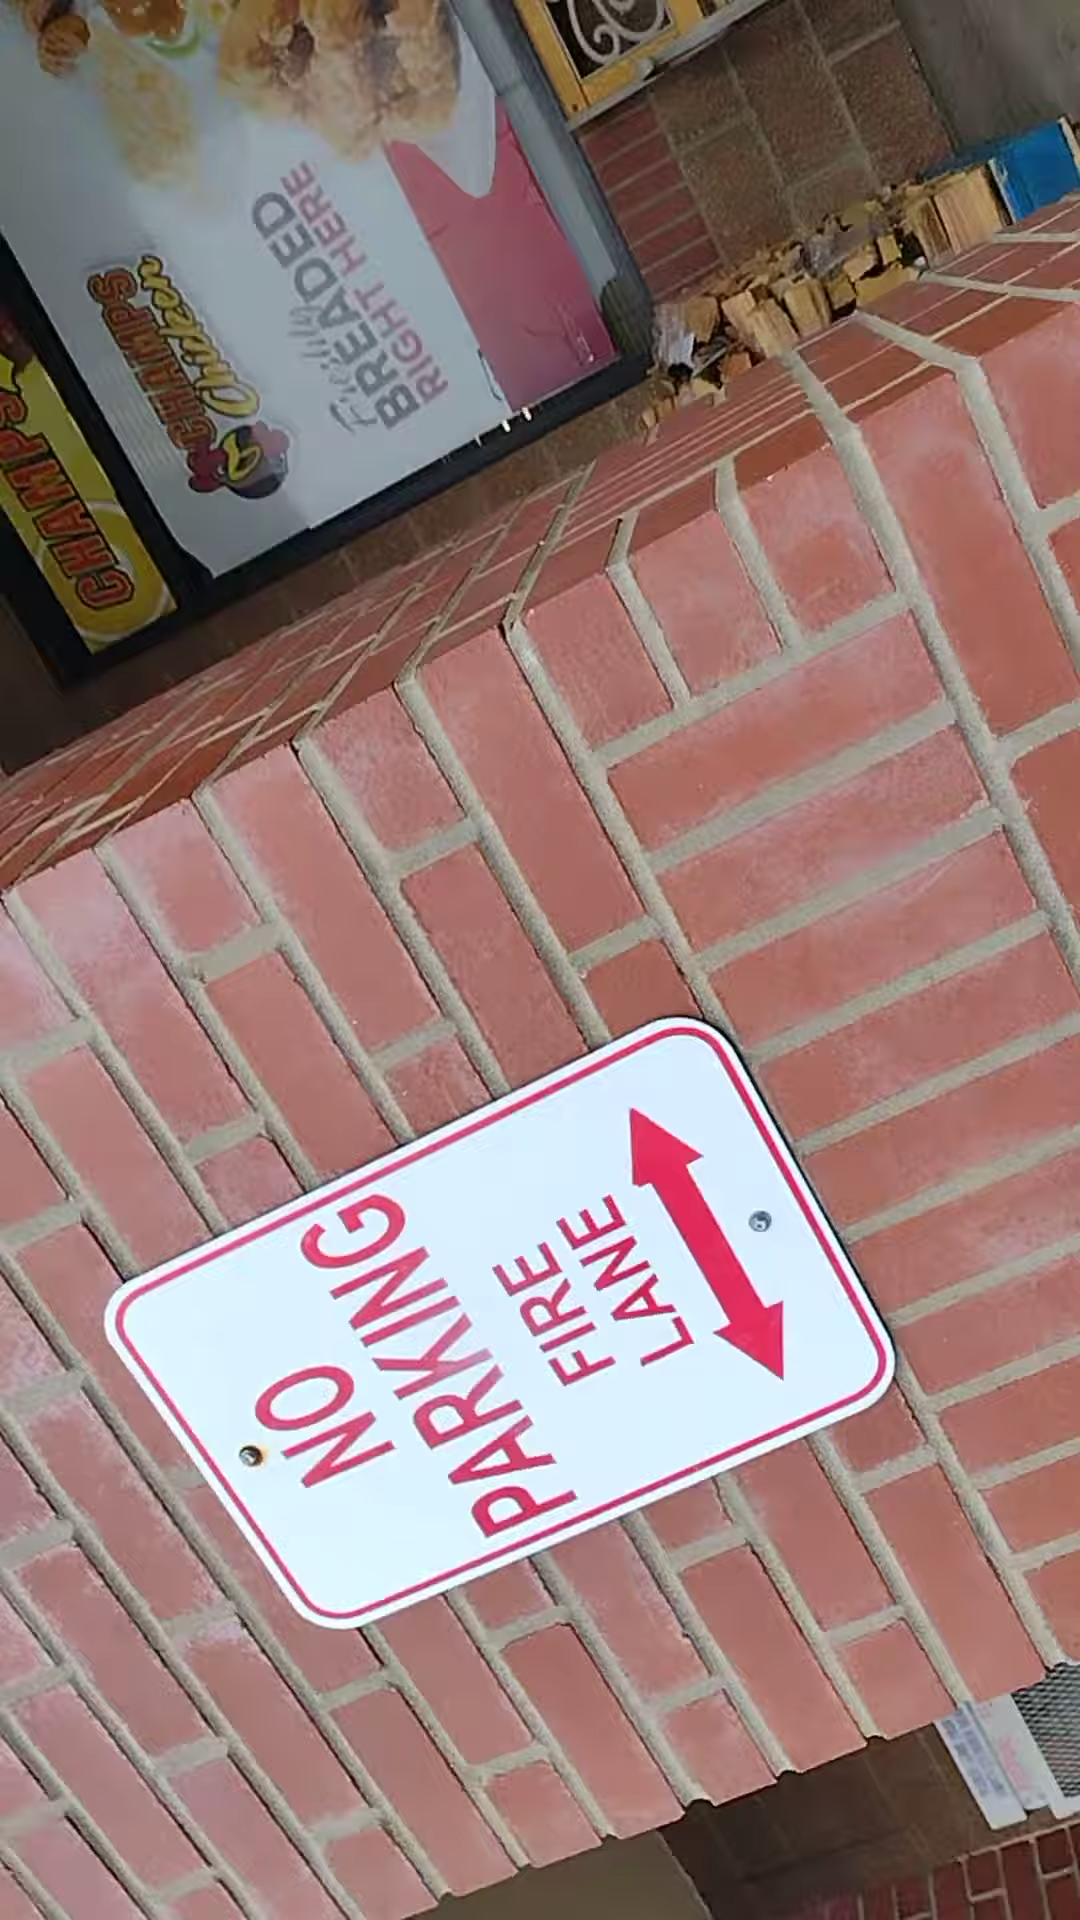 NO
PARKING
FIRE
LANE
CHAMPS
CHAMPS
Chicken
Freshly
BREADED
RIGHT HERE